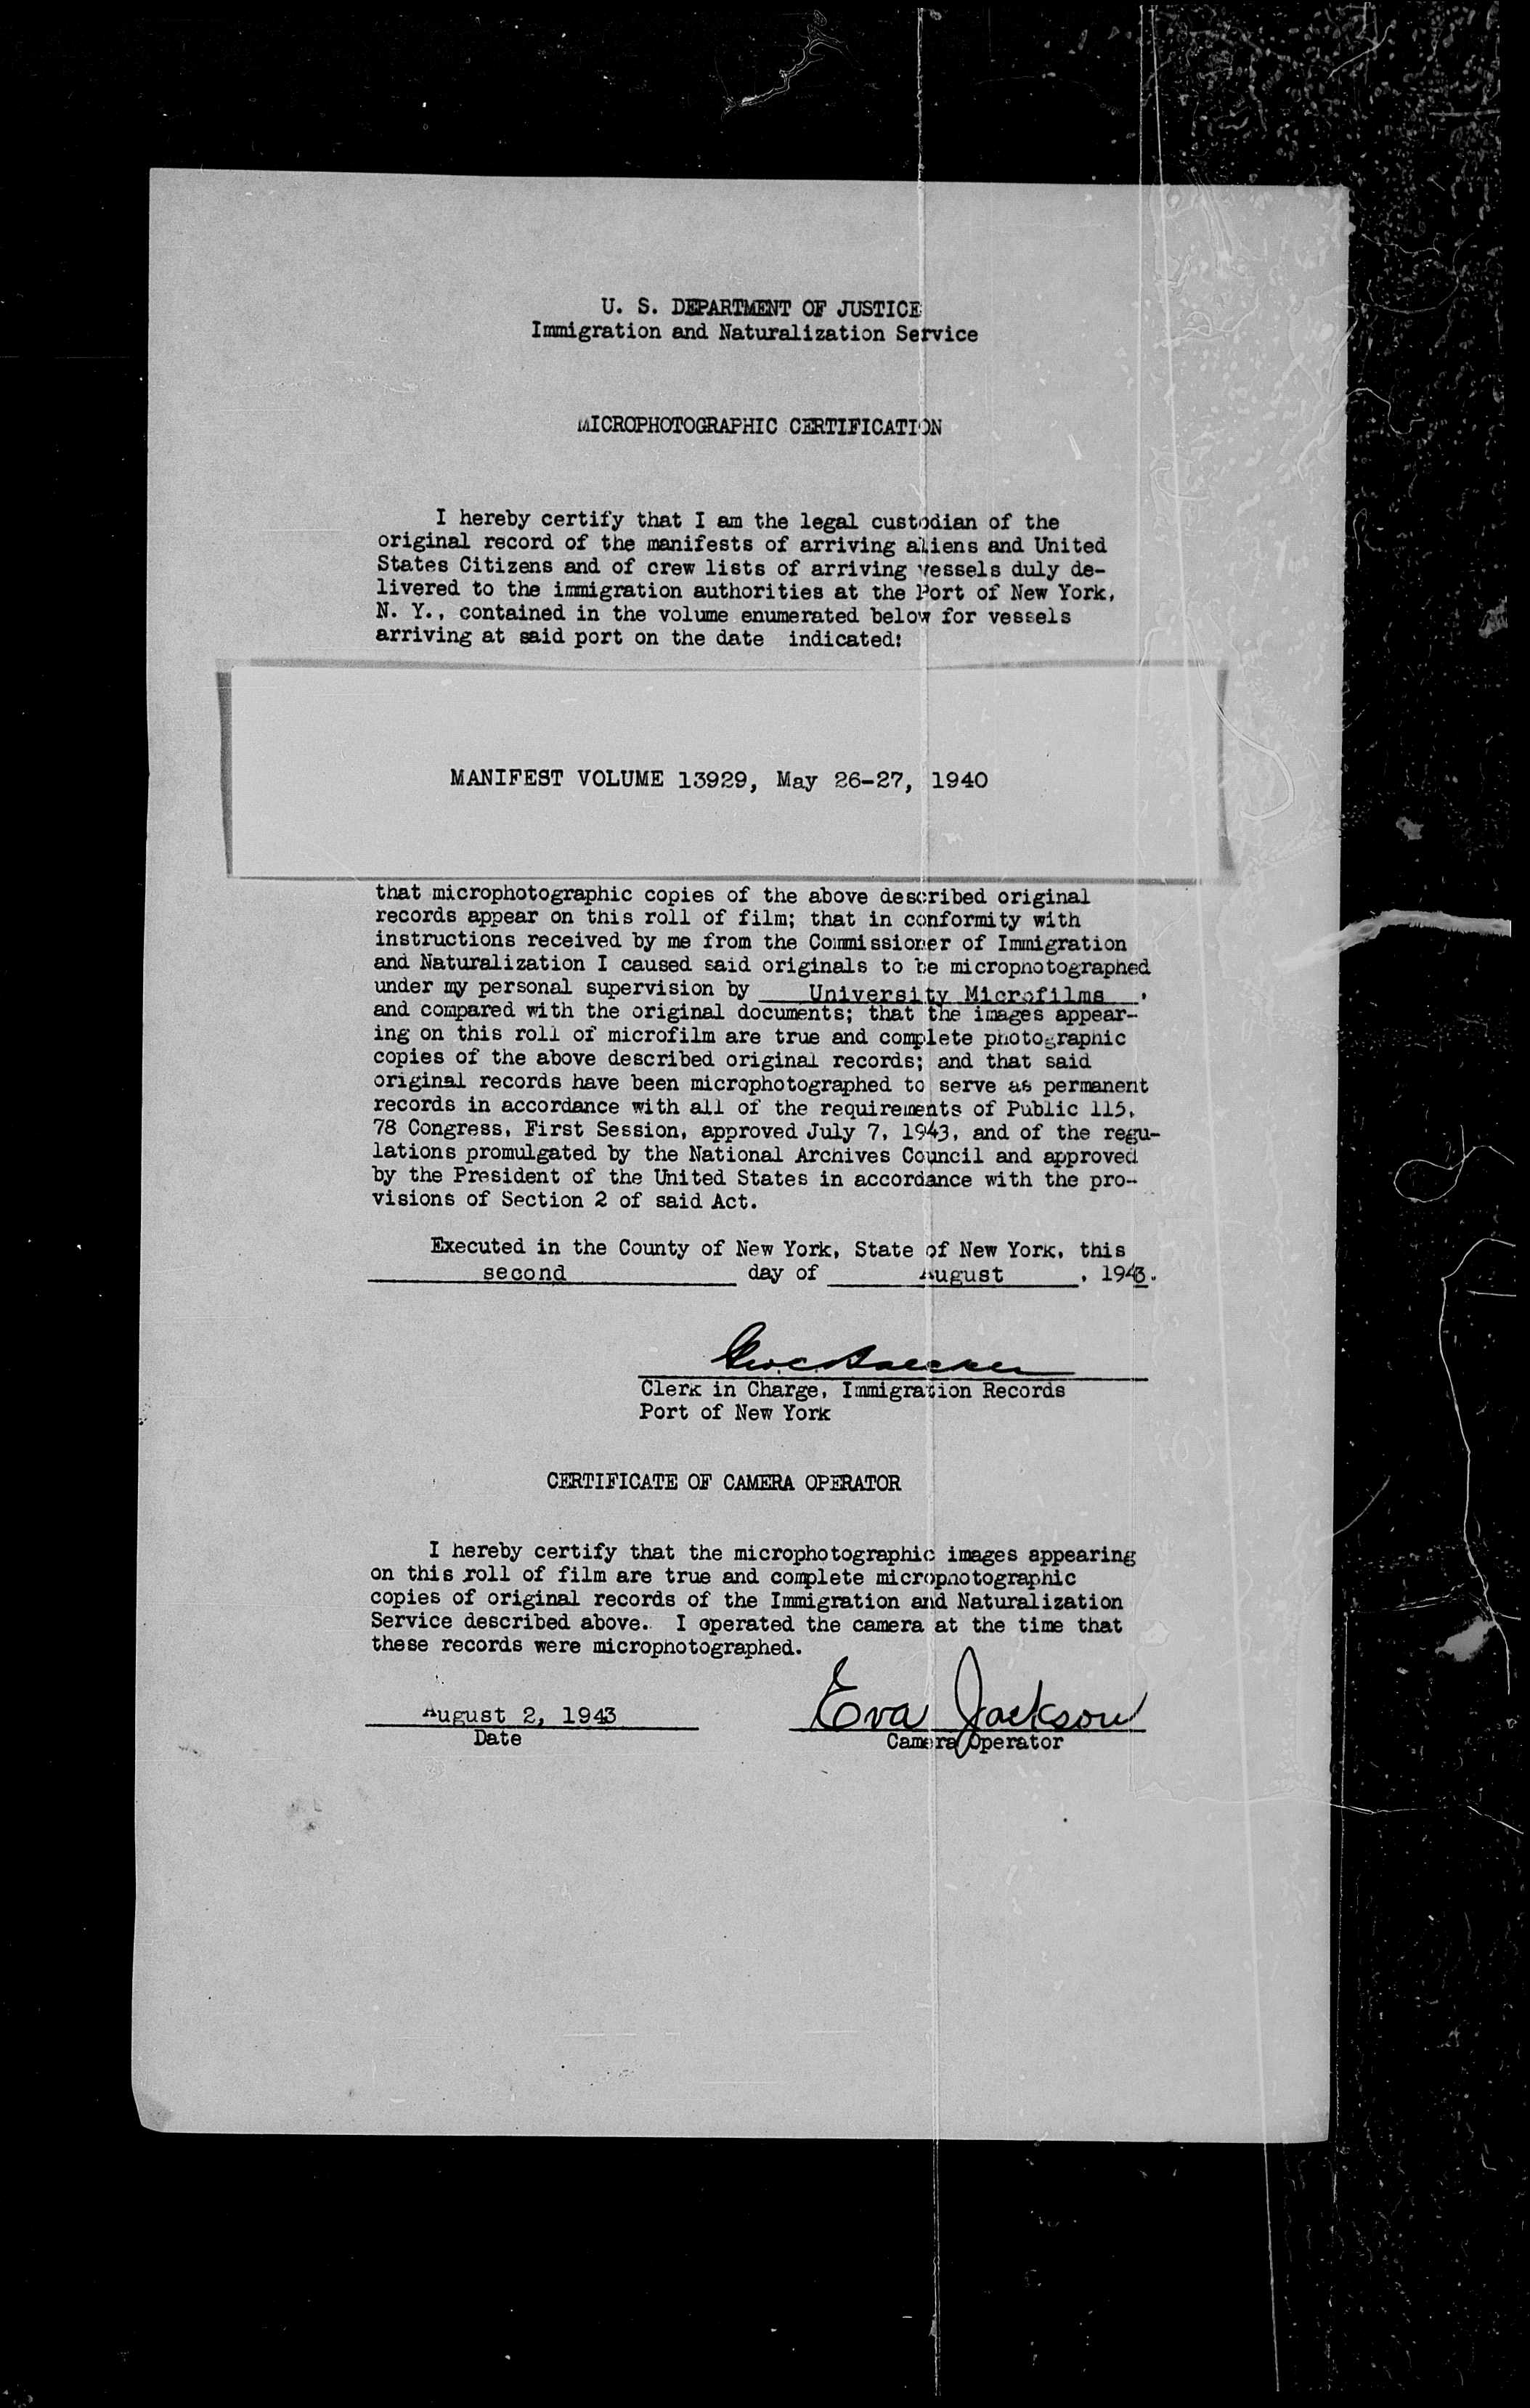 U. S. DEPARTMENT OF JUSTICE
Immigration and Naturalization Service
MICROPHOTOGRAPHIC CERTIFICATION
I hereby certify that I am the legal custodian of the
original record of the manifests of arriving aliens and United
States Citizens and of crew lists of arriving vessels duly de-
livered to the immigration authorities at the Port of New York,
N. Y., contained in the volume enumerated below for vessels
arriving at said port on the date indicated:
MANIFEST VOLUME 13929, May 26-27, 1940
that microphotographic copies of the above described original
records appear on this roll of film; that in conformity with
instructions received by me from the Commissioner of Immigration
and Naturalization I caused said originals to be microphotographed
under my personal supervision by University Microfilms,
and compared with the original documents; that the images appear-
ing on this roll of microfilm are true and complete photographic
copies of the above described original records; and that said
original records have been microphotographed to serve as permanent
records in accordance with all of the requirements of Public 115,
78 Congress, First Session, approved July 7, 1943, and of the regu-
lations promulgated by the National Archives Council and approved
by the President of the United States in accordance with the pro-
visions of Section 2 of said Act.
Executed in the County of New York, State of New York, this
second day of August, 1943.
Clerk in Charge, Immigration Records
Port of New York
CERTIFICATE OF CAMERA OPERATOR
I hereby certify that the microphotographic images appearing
on this roll of film are true and complete microphotographic
copies of original records of the Immigration and Naturalization
Service described above. I operated the camera at the time that
these records were microphotographed.
August 2, 1943 Eva Jackson
Date Camera Operator